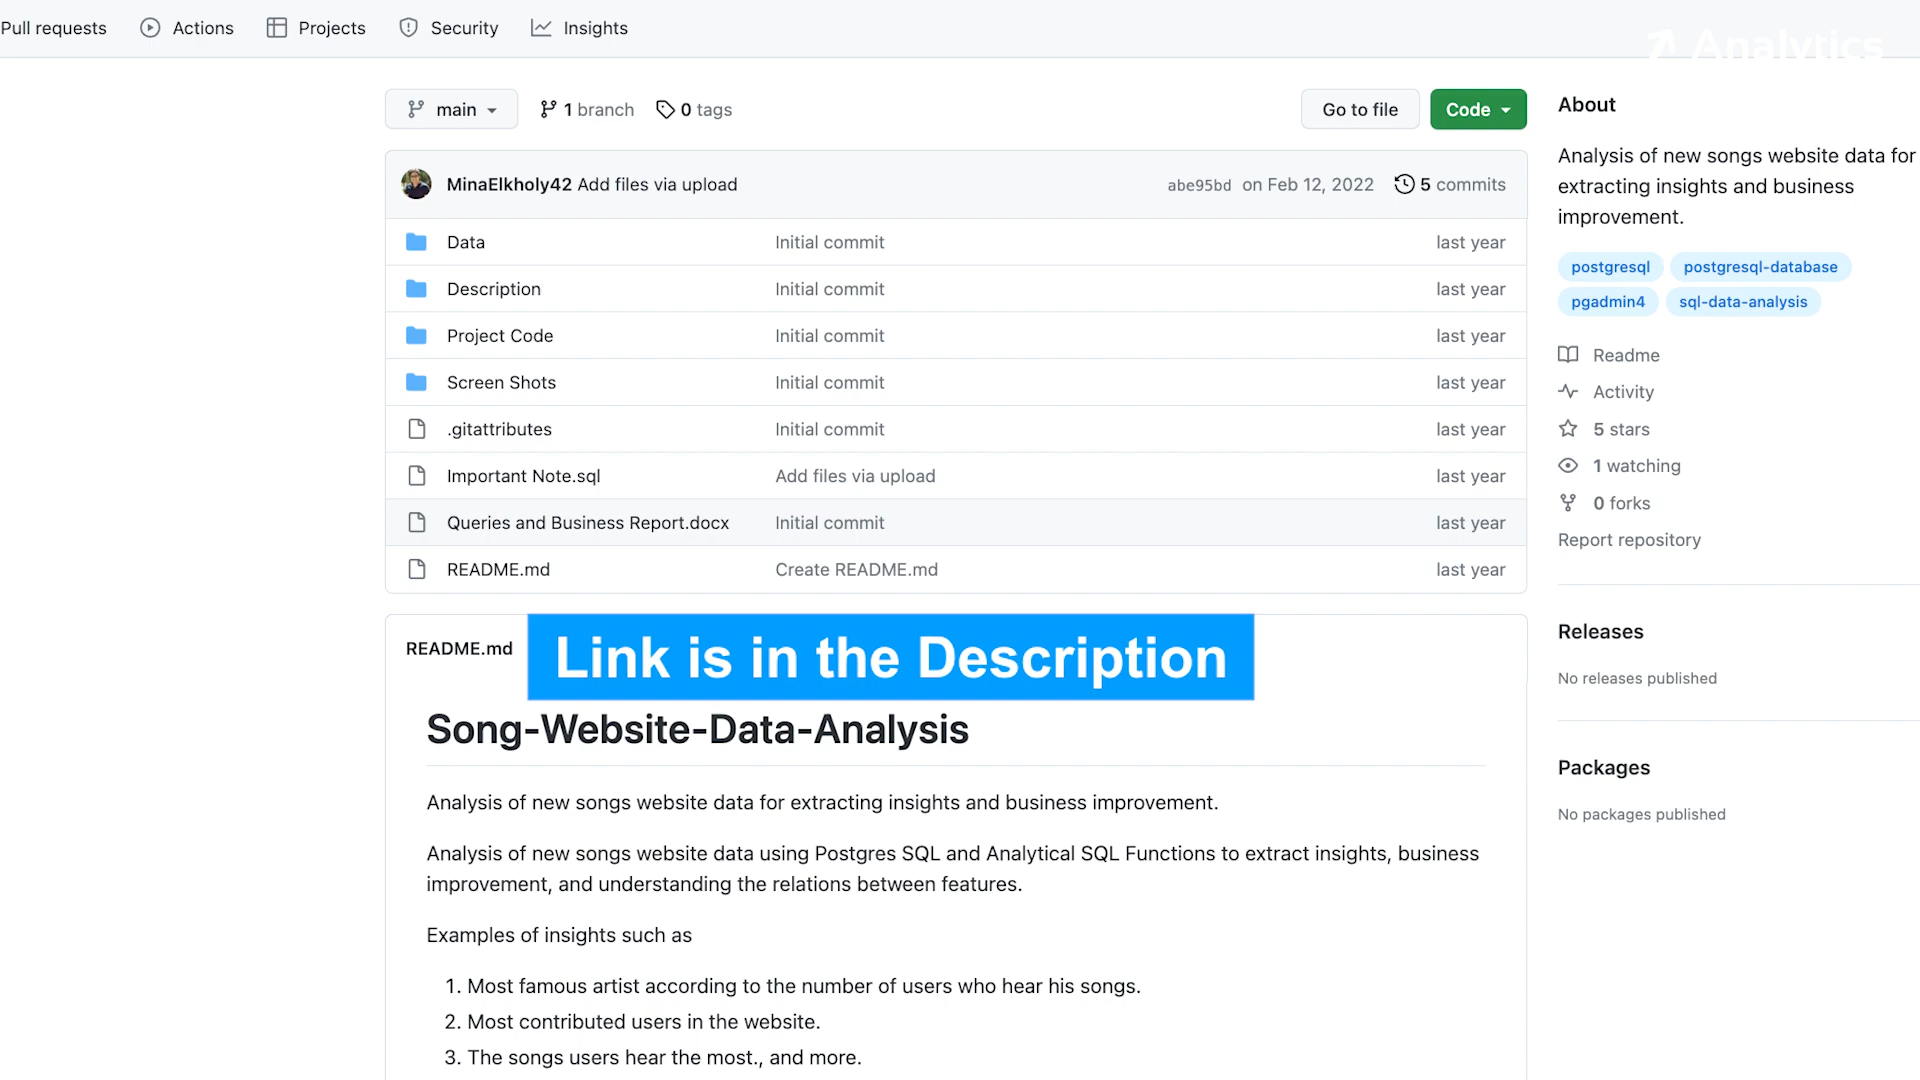 Pull requests Actions Projects Security Insights
Analytics
main 1 branch 0 tags Go to file Code
About
Analysis of new songs website data for
extracting insights and business
improvement.
MinaElkholy42 Add files via upload abe95bd on Feb 12, 2022 5 commits
Data Initial commit last year
Description Initial commit last year
Project Code Initial commit last year
Screen Shots Initial commit last year
.gitattributes Initial commit last year
Important Note.sql Add files via upload last year
Queries and Business Report.docx Initial commit last year
README.md Create README.md last year
postgresql postgresql-database
pgadmin4 sql-data-analysis
Readme
Activity
5 stars
1 watching
0 forks
Report repository
Releases
No releases published
Packages
No packages published
README.md
Link is in the Description
Song-Website-Data-Analysis
Analysis of new songs website data for extracting insights and business improvement.
Analysis of new songs website data using Postgres SQL and Analytical SQL Functions to extract insights, business
improvement, and understanding the relations between features.
Examples of insights such as
1. Most famous artist according to the number of users who hear his songs.
2. Most contributed users in the website.
3. The songs users hear the most., and more.